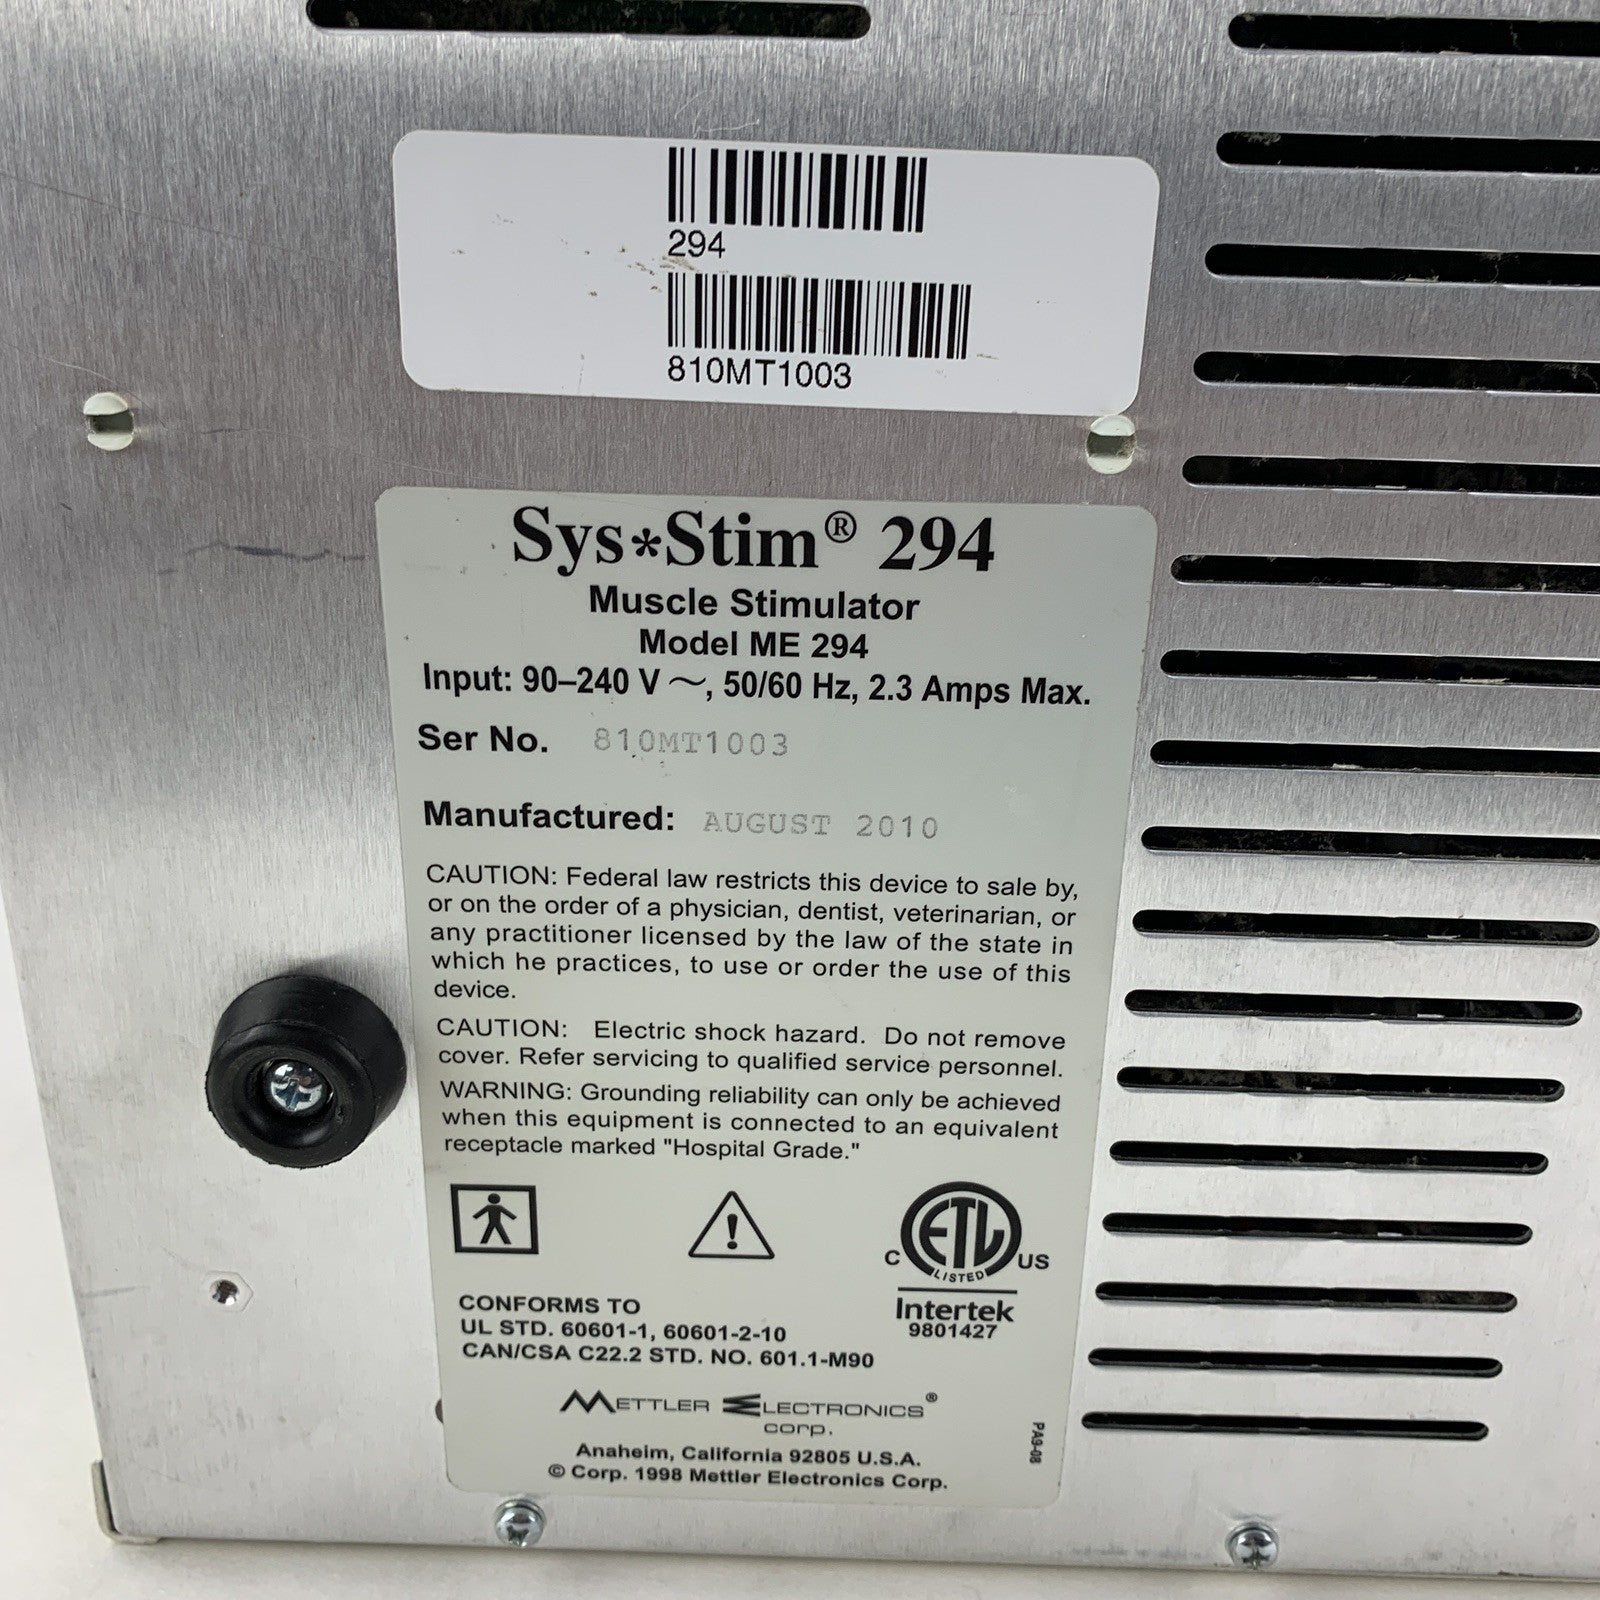 294
810MT1003
Sys*Stim® 294
Muscle Stimulator
Model ME 294
Input: 90–240 V ~, 50/60 Hz, 2.3 Amps Max.
Ser No. 810MT1003
Manufactured: AUGUST 2010
CAUTION: Federal law restricts this device to sale by,
or on the order of a physician, dentist, veterinarian, or
any practitioner licensed by the law of the state in
which he practices, to use or order the use of this
device.
CAUTION: Electric shock hazard. Do not remove
cover. Refer servicing to qualified service personnel.
WARNING: Grounding reliability can only be achieved
when this equipment is connected to an equivalent
receptacle marked "Hospital Grade."
ETL
C US
LISTED
Intertek
9801427
CONFORMS TO
UL STD. 60601-1, 60601-2-10
CAN/CSA C22.2 STD. NO. 601.1-M90
METTLER ELECTRONICS®
corp.
Anaheim, California 92805 U.S.A.
© Corp. 1998 Mettler Electronics Corp.
PA9-08